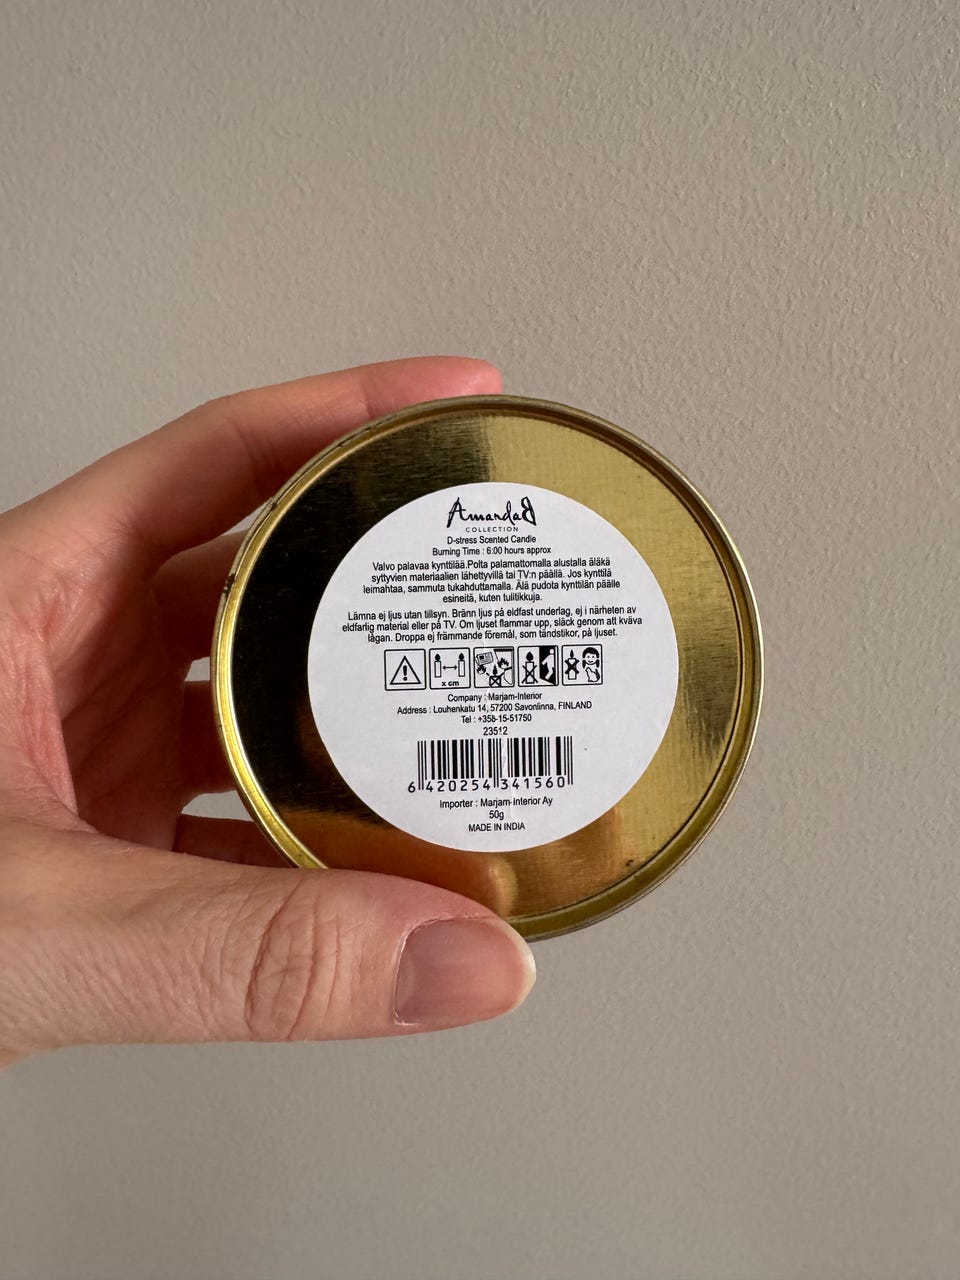 AmandaB
COLLECTION
D-stress Scented Candle
Burning Time : 6:00 hours approx
Valvo palavaa kynttilää.Polta palamattomalla alustalla äläkä
syttyvien materiaalien lähettyvillä tai TV:n päällä. Jos kynttilä
leimahtaa, sammuta tukahduttamalla. Älä pudota kynttilän päälle
esineitä, kuten tulitikkuja.
Lämna ej ljus utan tillsyn. Bränn ljus på eldfast underlag, ej i närheten av
eldfarlig material eller på TV. Om ljuset flammar upp, släck genom att kväva
lågan. Droppa ej främmande föremål, som tändstikor, på ljuset.
x cm
Company : Marjam-Interior
Address : Louhenkatu 14, 57200 Savonlinna, FINLAND
Tel : +358-15-51750
23512
6 420254 341560
Importer : Marjam-Interior Ay
50g
MADE IN INDIA